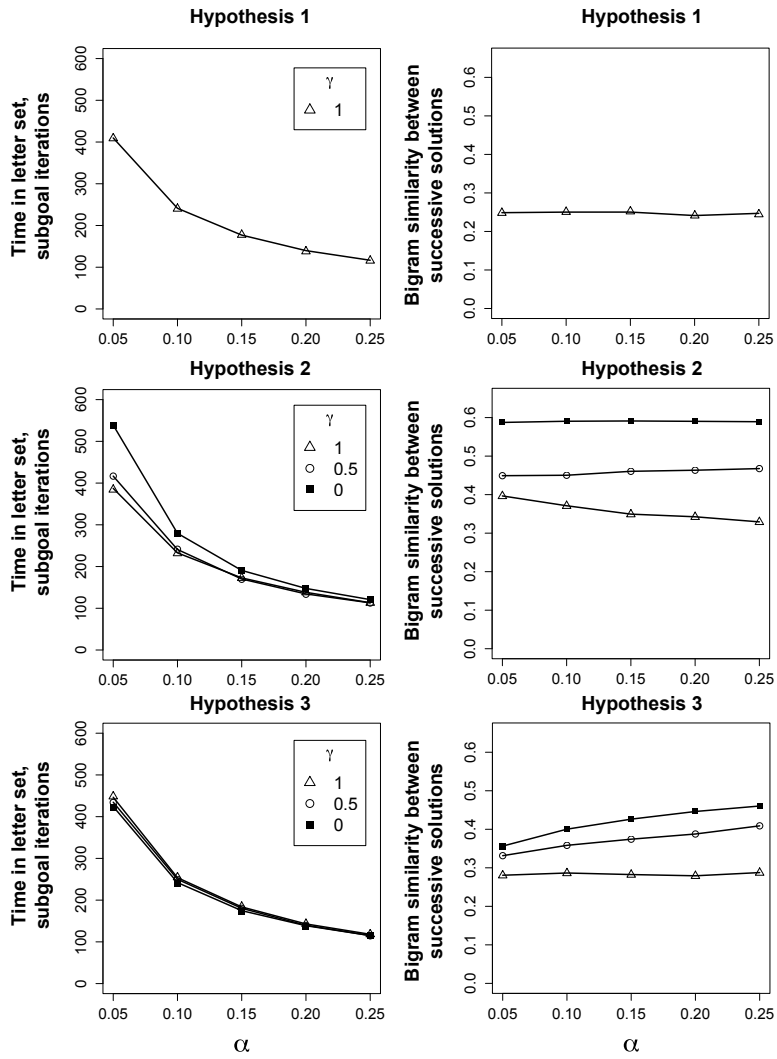 Hypothesis 1
Time in letter set,
subgoal iterations
600
500
400
300
200
100
0
γ
1
0.05 0.10 0.15 0.20 0.25
Hypothesis 1
Bigram similarity between
successive solutions
0.6
0.5
0.4
0.3
0.2
0.1
0.0
0.05 0.10 0.15 0.20 0.25
Hypothesis 2
Time in letter set,
subgoal iterations
600
500
400
300
200
100
0
γ
1
0.5
0
0.05 0.10 0.15 0.20 0.25
Hypothesis 2
Bigram similarity between
successive solutions
0.6
0.5
0.4
0.3
0.2
0.1
0.0
0.05 0.10 0.15 0.20 0.25
Hypothesis 3
Time in letter set,
subgoal iterations
600
500
400
300
200
100
0
γ
1
0.5
0
0.05 0.10 0.15 0.20 0.25
α
Hypothesis 3
Bigram similarity between
successive solutions
0.6
0.5
0.4
0.3
0.2
0.1
0.0
0.05 0.10 0.15 0.20 0.25
α